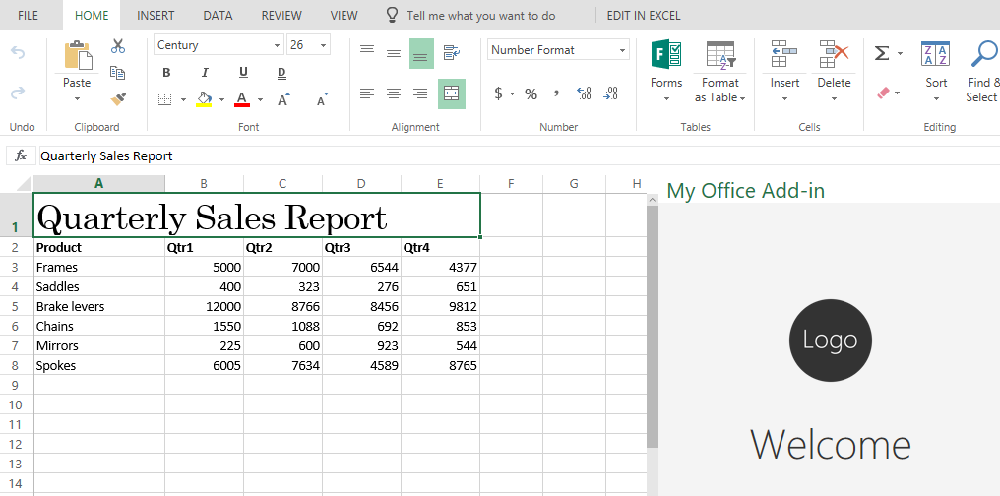 FILE HOME INSERT DATA REVIEW VIEW Tell me what you want to do EDIT IN EXCEL
Century 26 Number Format
B I U D
Paste Forms Format as Table Insert Delete Sort Find & Select
A A A $ % , .00 .00
Undo Clipboard Font Alignment Number Tables Cells Editing
fx Quarterly Sales Report
A B C D E F G H
My Office Add-in
1 Quarterly Sales Report
2 Product Qtr1 Qtr2 Qtr3 Qtr4
3 Frames 5000 7000 6544 4377
4 Saddles 400 323 276 651
5 Brake levers 12000 8766 8456 9812
6 Chains 1550 1088 692 853
7 Mirrors 225 600 923 544
8 Spokes 6005 7634 4589 8765
9
10
11
12
13
14
Logo
Welcome